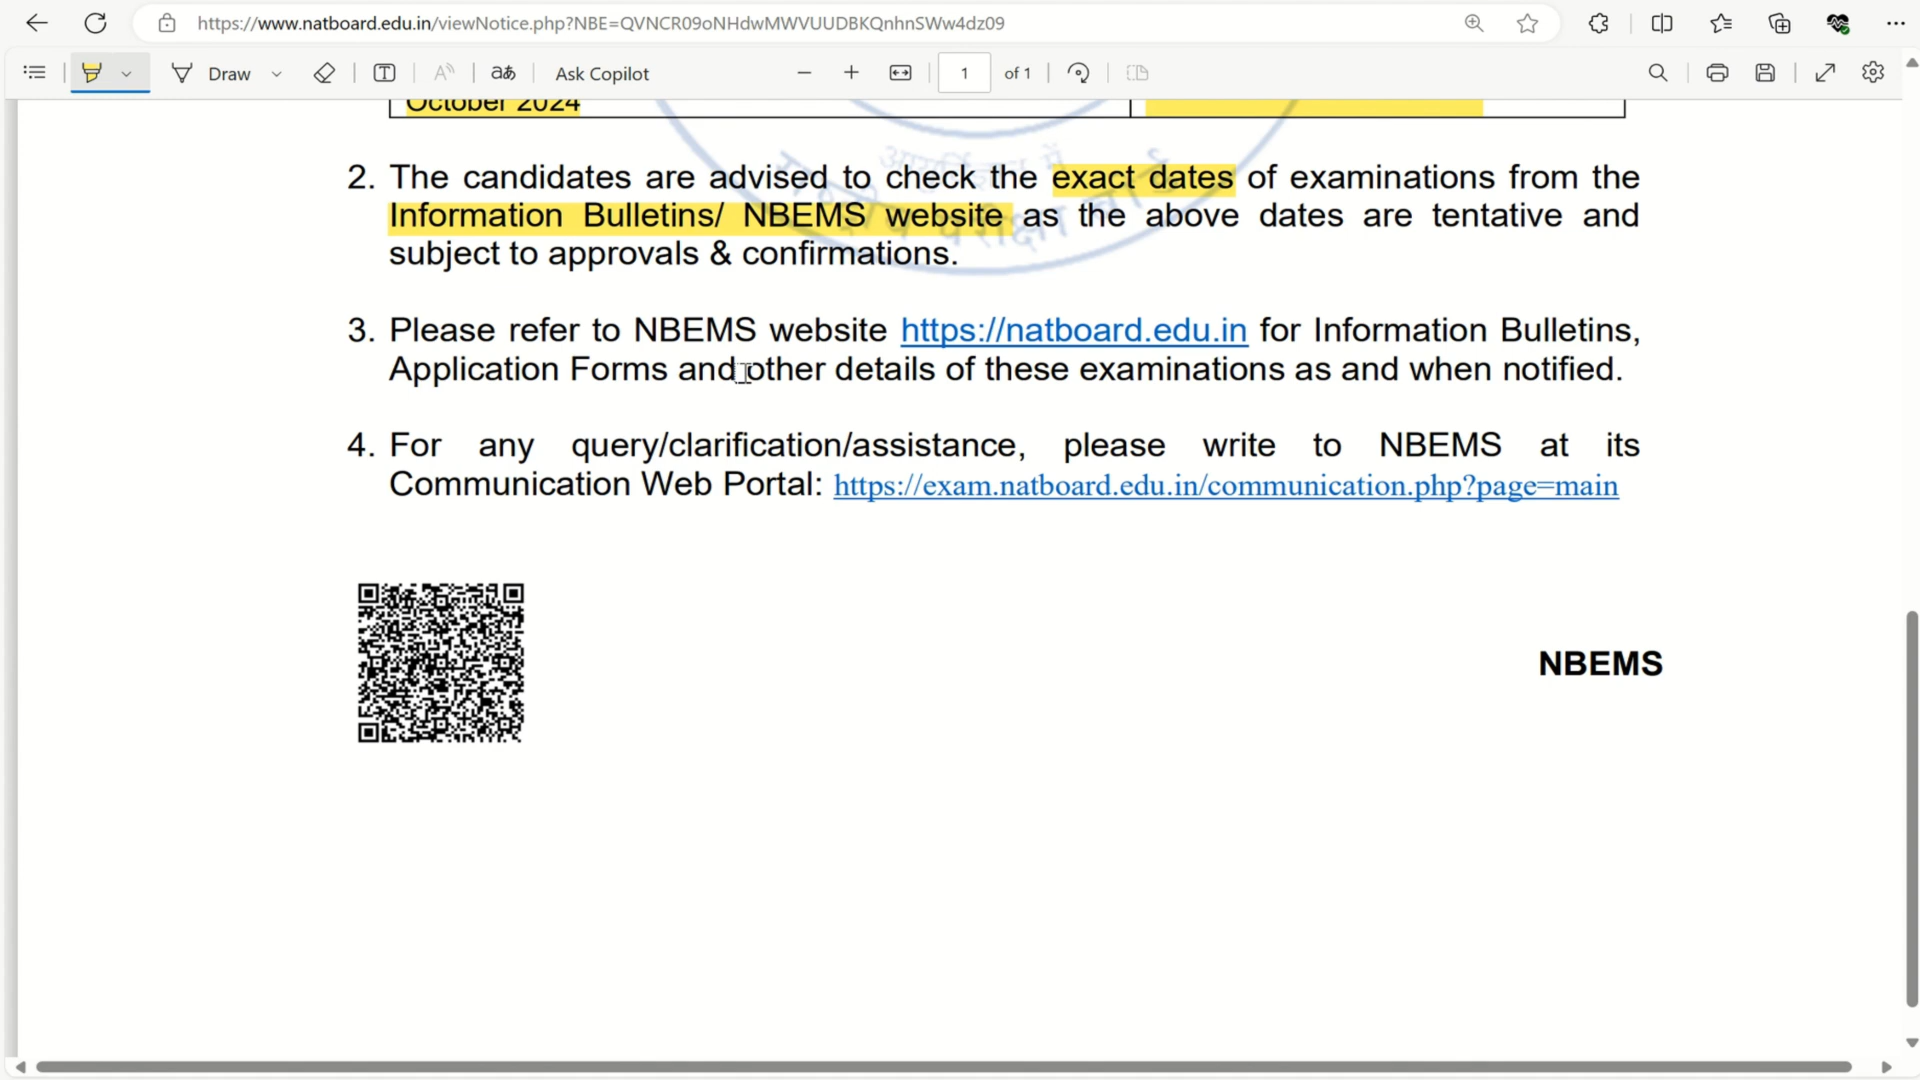 https://www.natboard.edu.in/viewNotice.php?NBE=QVNCR09oNHdwMWVUUDBKQnhnSWw4dz09
Draw
Ask Copilot
1 of 1
October 2024
2. The candidates are advised to check the exact dates of examinations from the
Information Bulletins/ NBEMS website as the above dates are tentative and
subject to approvals & confirmations.
3. Please refer to NBEMS website https://natboard.edu.in for Information Bulletins,
Application Forms and other details of these examinations as and when notified.
4. For any query/clarification/assistance, please write to NBEMS at its
Communication Web Portal: https://exam.natboard.edu.in/communication.php?page=main
NBEMS